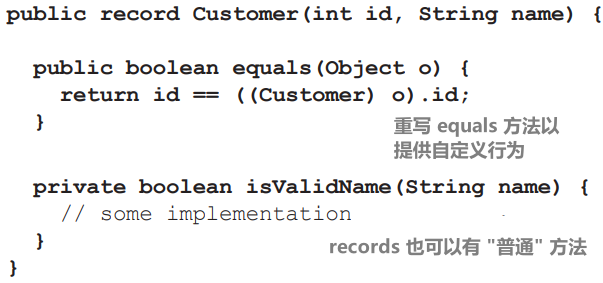 public record Customer(int id, String name) {
public boolean equals(Object o) {
return id == ((Customer) o).id;
}
重写 equals 方法以
提供自定义行为
private boolean isValidName(String name) {
// some implementation
}
records 也可以有 "普通" 方法
}